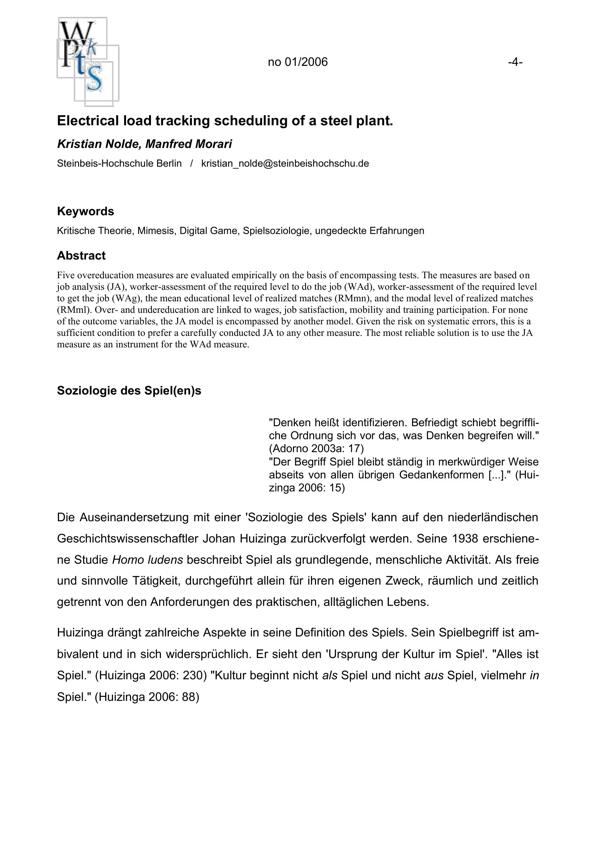 W
Pkt
tS
no 01/2006 -4-
Electrical load tracking scheduling of a steel plant.
Kristian Nolde, Manfred Morari
Steinbeis-Hochschule Berlin / kristian_nolde@steinbeishochschu.de
Keywords
Kritische Theorie, Mimesis, Digital Game, Spielsoziologie, ungedeckte Erfahrungen
Abstract
Five overeducation measures are evaluated empirically on the basis of encompassing tests. The measures are based on
job analysis (JA), worker-assessment of the required level to do the job (WAd), worker-assessment of the required level
to get the job (WAg), the mean educational level of realized matches (RMmn), and the modal level of realized matches
(RMml). Over- and undereducation are linked to wages, job satisfaction, mobility and training participation. For none
of the outcome variables, the JA model is encompassed by another model. Given the risk on systematic errors, this is a
sufficient condition to prefer a carefully conducted JA to any other measure. The most reliable solution is to use the JA
measure as an instrument for the WAd measure.
Soziologie des Spiel(en)s
"Denken heißt identifizieren. Befriedigt schiebt begriffli-
che Ordnung sich vor das, was Denken begreifen will."
(Adorno 2003a: 17)
"Der Begriff Spiel bleibt ständig in merkwürdiger Weise
abseits von allen übrigen Gedankenformen [...]." (Hui-
zinga 2006: 15)
Die Auseinandersetzung mit einer 'Soziologie des Spiels' kann auf den niederländischen
Geschichtswissenschaftler Johan Huizinga zurückverfolgt werden. Seine 1938 erschiene-
ne Studie Homo ludens beschreibt Spiel als grundlegende, menschliche Aktivität. Als freie
und sinnvolle Tätigkeit, durchgeführt allein für ihren eigenen Zweck, räumlich und zeitlich
getrennt von den Anforderungen des praktischen, alltäglichen Lebens.
Huizinga drängt zahlreiche Aspekte in seine Definition des Spiels. Sein Spielbegriff ist am-
bivalent und in sich widersprüchlich. Er sieht den 'Ursprung der Kultur im Spiel'. "Alles ist
Spiel." (Huizinga 2006: 230) "Kultur beginnt nicht als Spiel und nicht aus Spiel, vielmehr in
Spiel." (Huizinga 2006: 88)